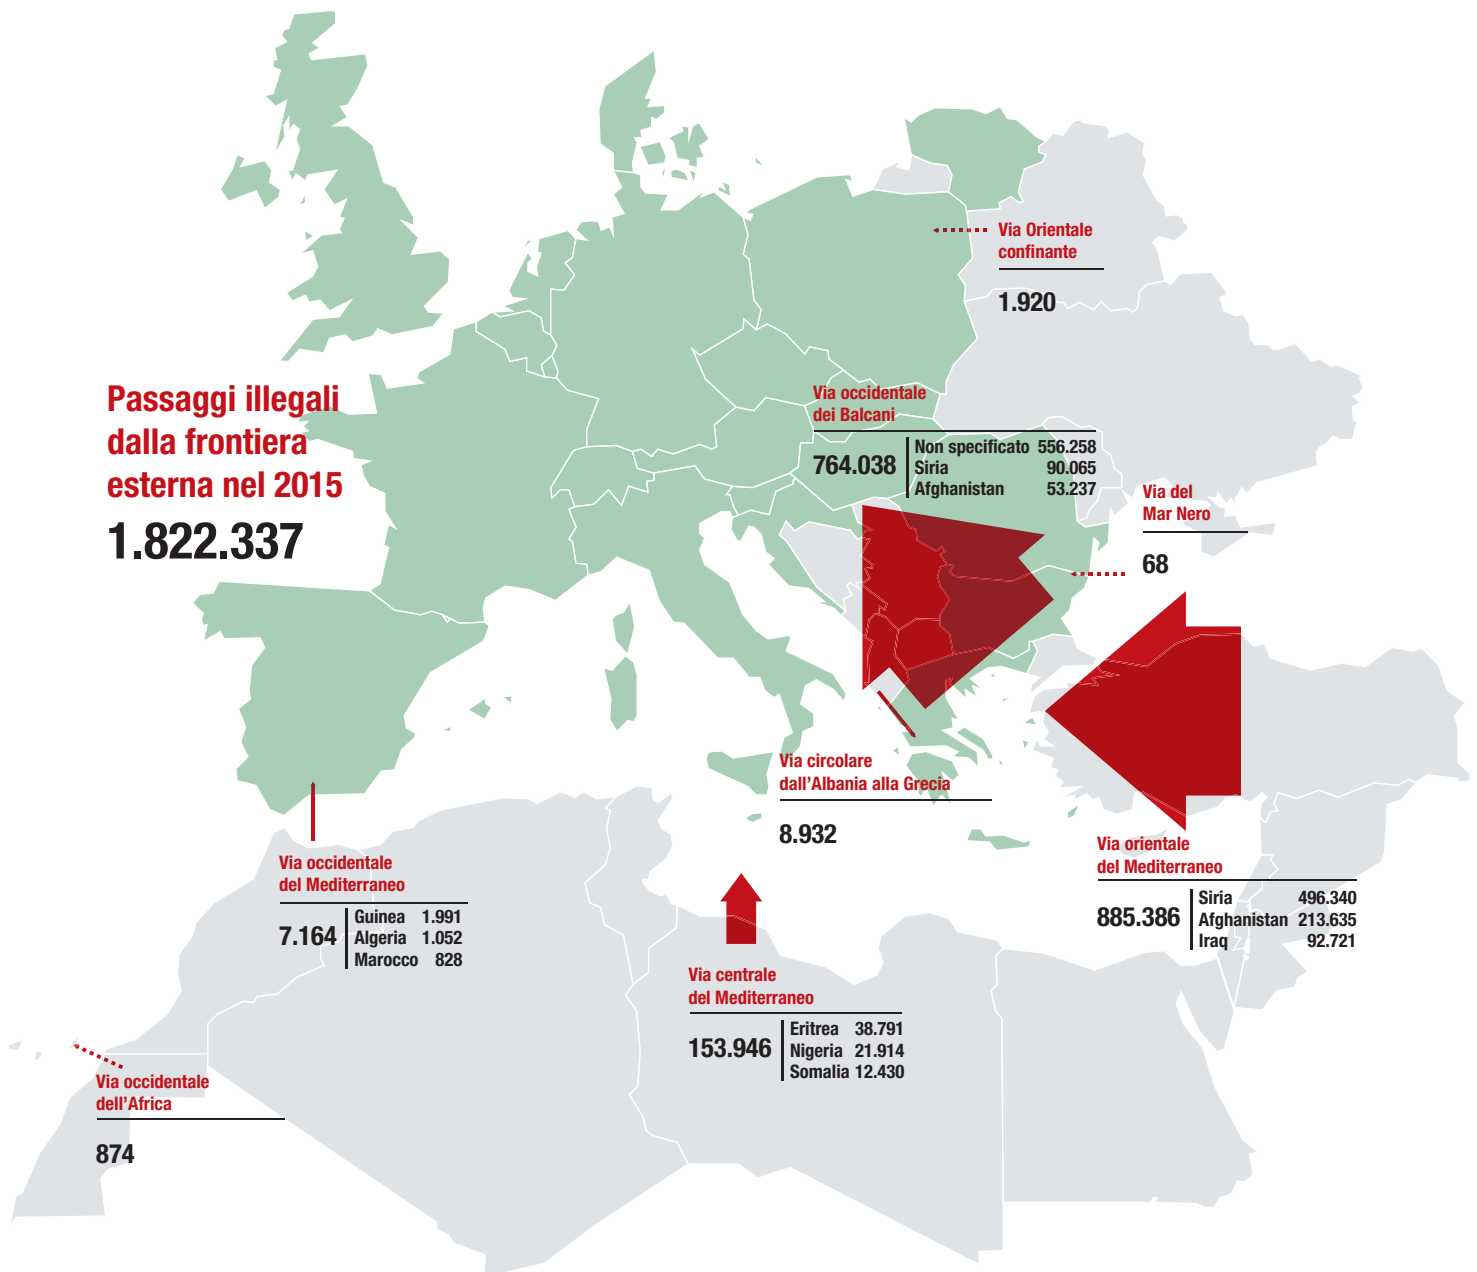 Via Orientale
confinante
1.920
Passaggi illegali
dalla frontiera
esterna nel 2015
1.822.337
Via occidentale
dei Balcani
764.038
Non specificato 556.258
Siria 90.065
Afghanistan 53.237
Via del
Mar Nero
68
Via circolare
dall'Albania alla Grecia
8.932
Via occidentale
del Mediterraneo
7.164
Guinea 1.991
Algeria 1.052
Marocco 828
Via orientale
del Mediterraneo
885.386
Siria 496.340
Afghanistan 213.635
Iraq 92.721
Via centrale
del Mediterraneo
153.946
Eritrea 38.791
Nigeria 21.914
Somalia 12.430
Via occidentale
dell'Africa
874